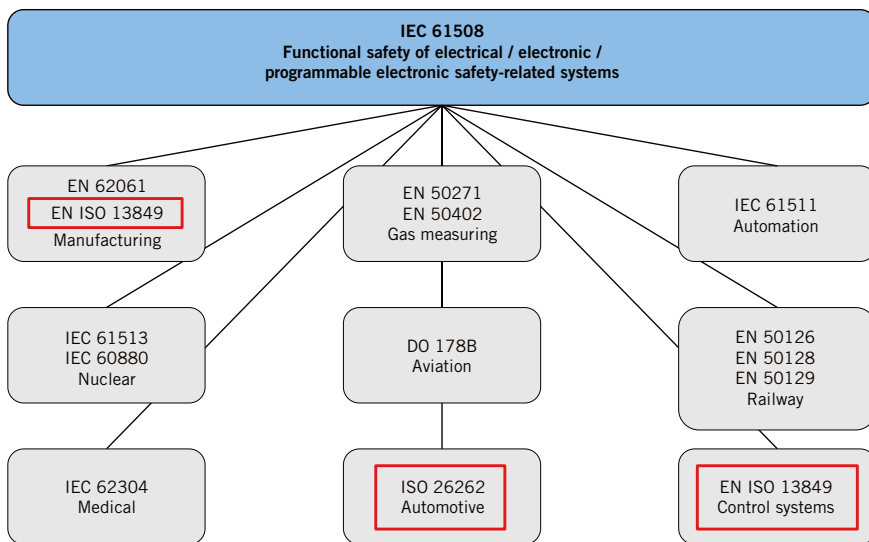 IEC 61508
Functional safety of electrical / electronic /
programmable electronic safety-related systems
EN 62061
EN ISO 13849
Manufacturing
EN 50271
EN 50402
Gas measuring
IEC 61511
Automation
IEC 61513
IEC 60880
Nuclear
DO 178B
Aviation
EN 50126
EN 50128
EN 50129
Railway
IEC 62304
Medical
ISO 26262
Automotive
EN ISO 13849
Control systems